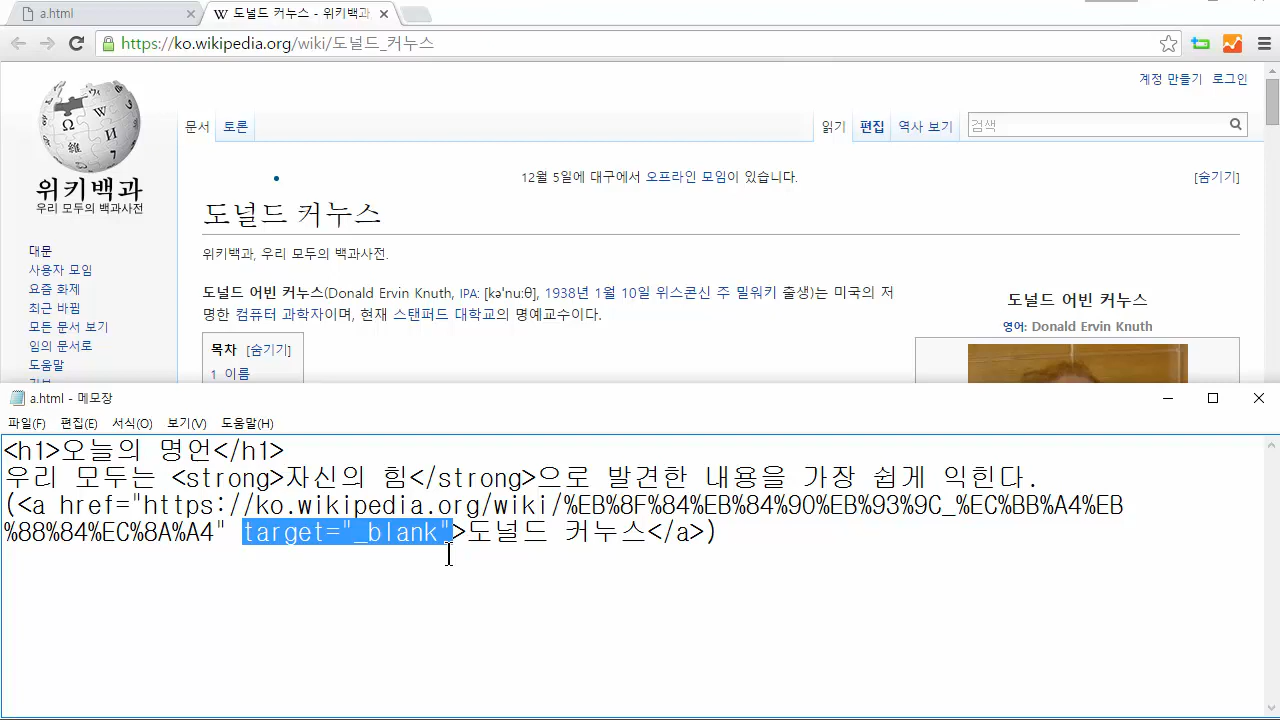 a.html
도널드 커누스 - 위키백과
https://ko.wikipedia.org/wiki/도널드_커누스
계정 만들기 로그인
문서 토론 읽기 편집 역사 보기 검색
12월 5일에 대구에서 오프라인 모임이 있습니다. [숨기기]
위키백과
우리 모두의 백과사전
도널드 커누스
위키백과, 우리 모두의 백과사전.
대문
사용자 모임
요즘 화제
최근 바뀜
모든 문서 보기
임의 문서로
도움말
도널드 어빈 커누스(Donald Ervin Knuth, IPA: [kə'nu:θ], 1938년 1월 10일 위스콘신 주 밀워키 출생)는 미국의 저
명한 컴퓨터 과학자이며, 현재 스탠퍼드 대학교의 명예교수이다.
목차 [숨기기]
1 이름
도널드 어빈 커누스
영어: Donald Ervin Knuth
a.html - 메모장
파일(F) 편집(E) 서식(O) 보기(V) 도움말(H)
<h1>오늘의 명언</h1>
우리 모두는 <strong>자신의 힘</strong>으로 발견한 내용을 가장 쉽게 익힌다.
(<a href="https://ko.wikipedia.org/wiki/%EB%8F%84%EB%84%90%EB%93%9C_%EC%BB%A4%EB
%88%84%EC%8A%A4" target="_blank">도널드 커누스</a>)